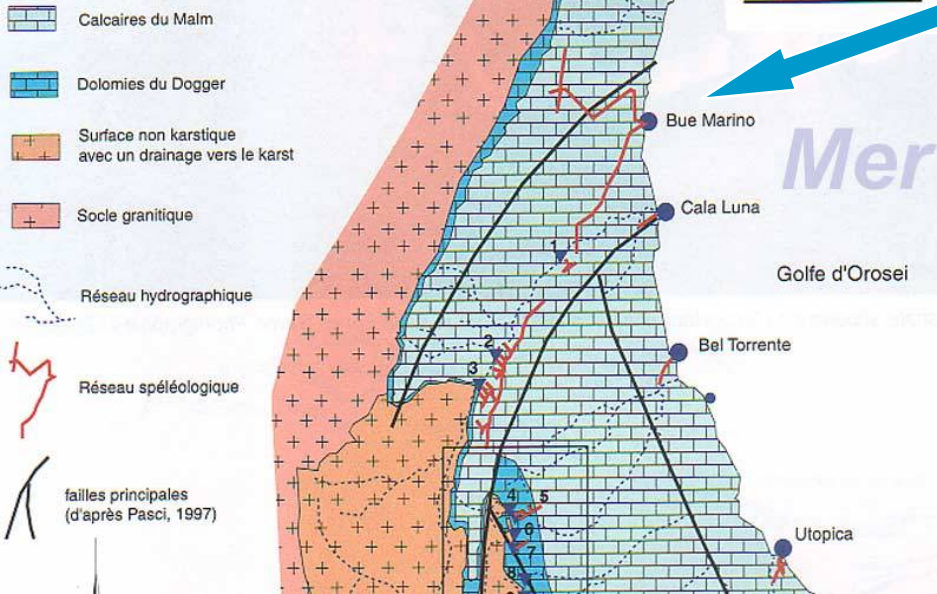 Calcaires du Malm
Dolomies du Dogger
Surface non karstique
avec un drainage vers le karst
Socle granitique
Réseau hydrographique
Réseau spéléologique
failles principales
(d'après Pasci, 1997)
Bue Marino
Mer
Cala Luna
Golfe d'Orosei
Bel Torrente
Utopica
1
2
3
4
5
6
7
8